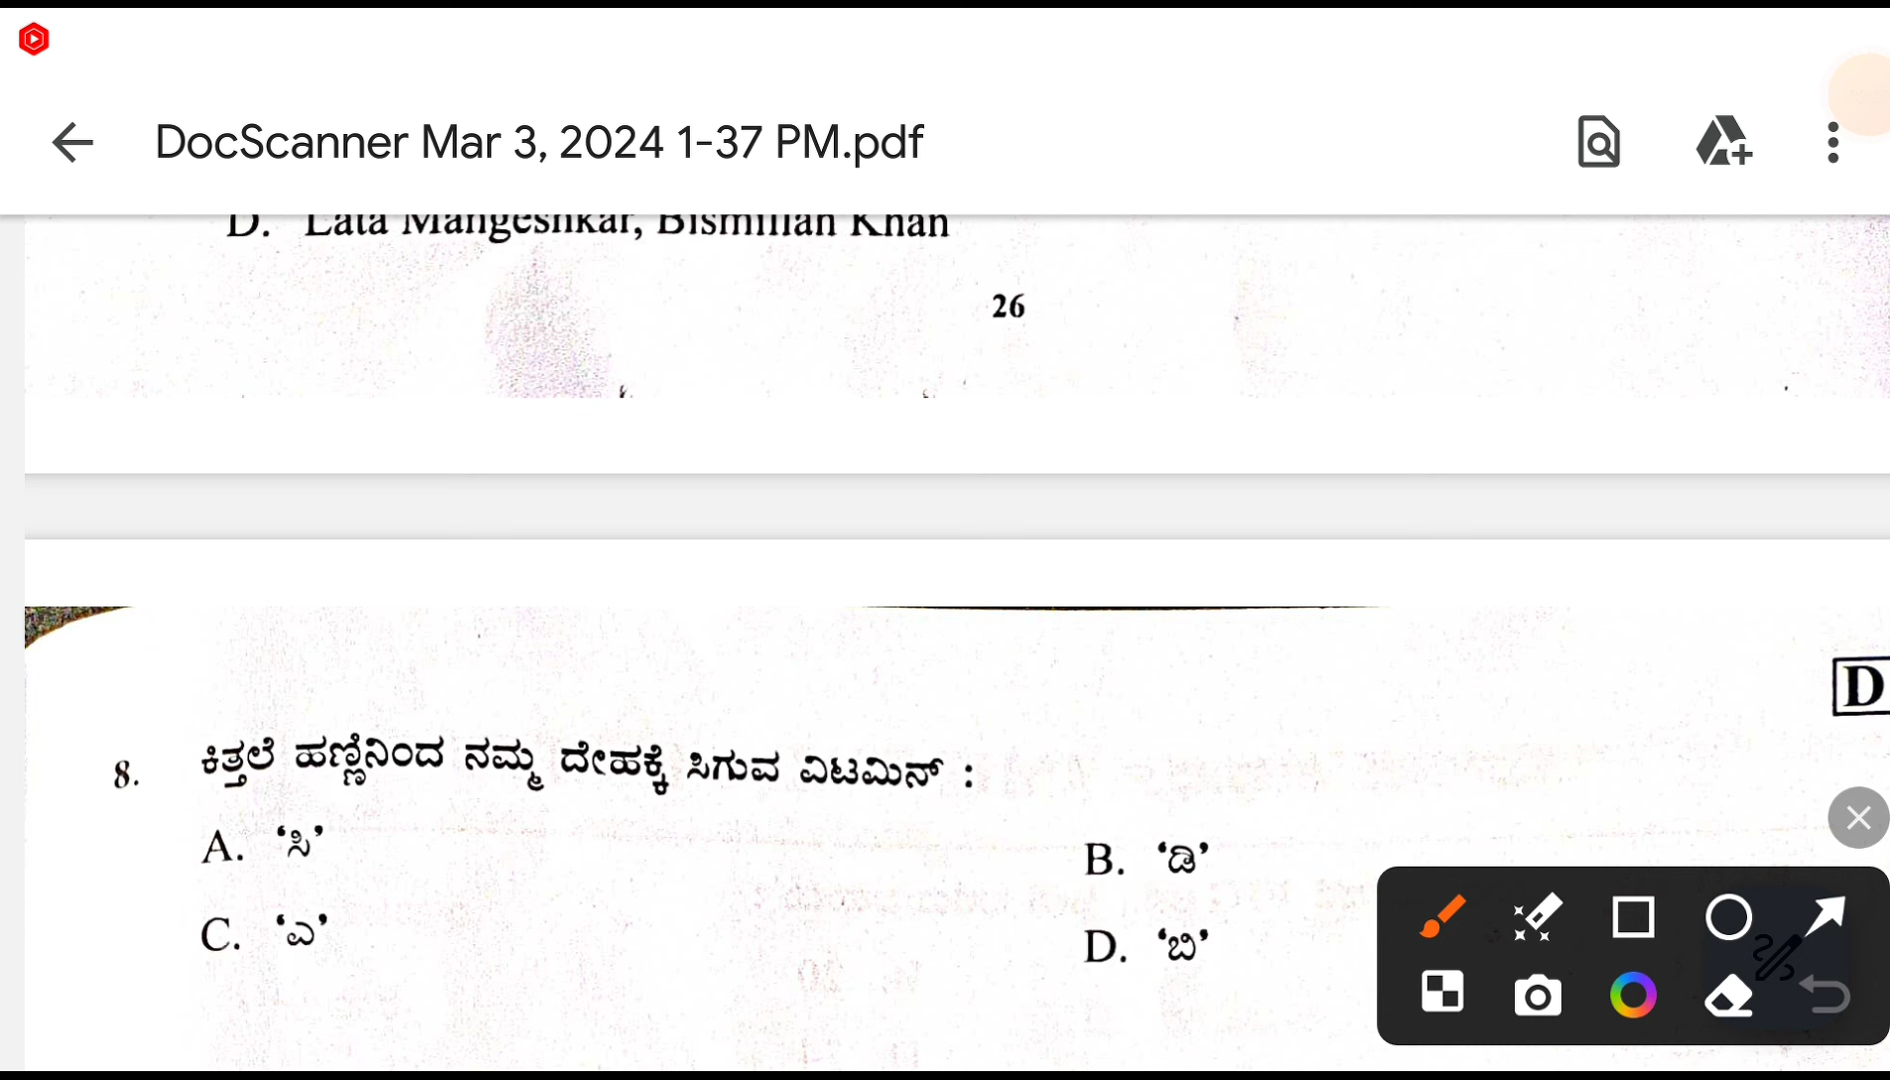 DocScanner Mar 3, 2024 1-37 PM.pdf
D. Lata Mangeshkar, Bismillah Khan
26
D
8. ಕಿತ್ತಲೆ ಹಣ್ಣಿನಿಂದ ನಮ್ಮ ದೇಹಕ್ಕೆ ಸಿಗುವ ವಿಟಮಿನ್ :
A. ‘ಸಿ’
B. ‘ಡಿ’
C. ‘ಎ’
D. ‘ಬಿ’